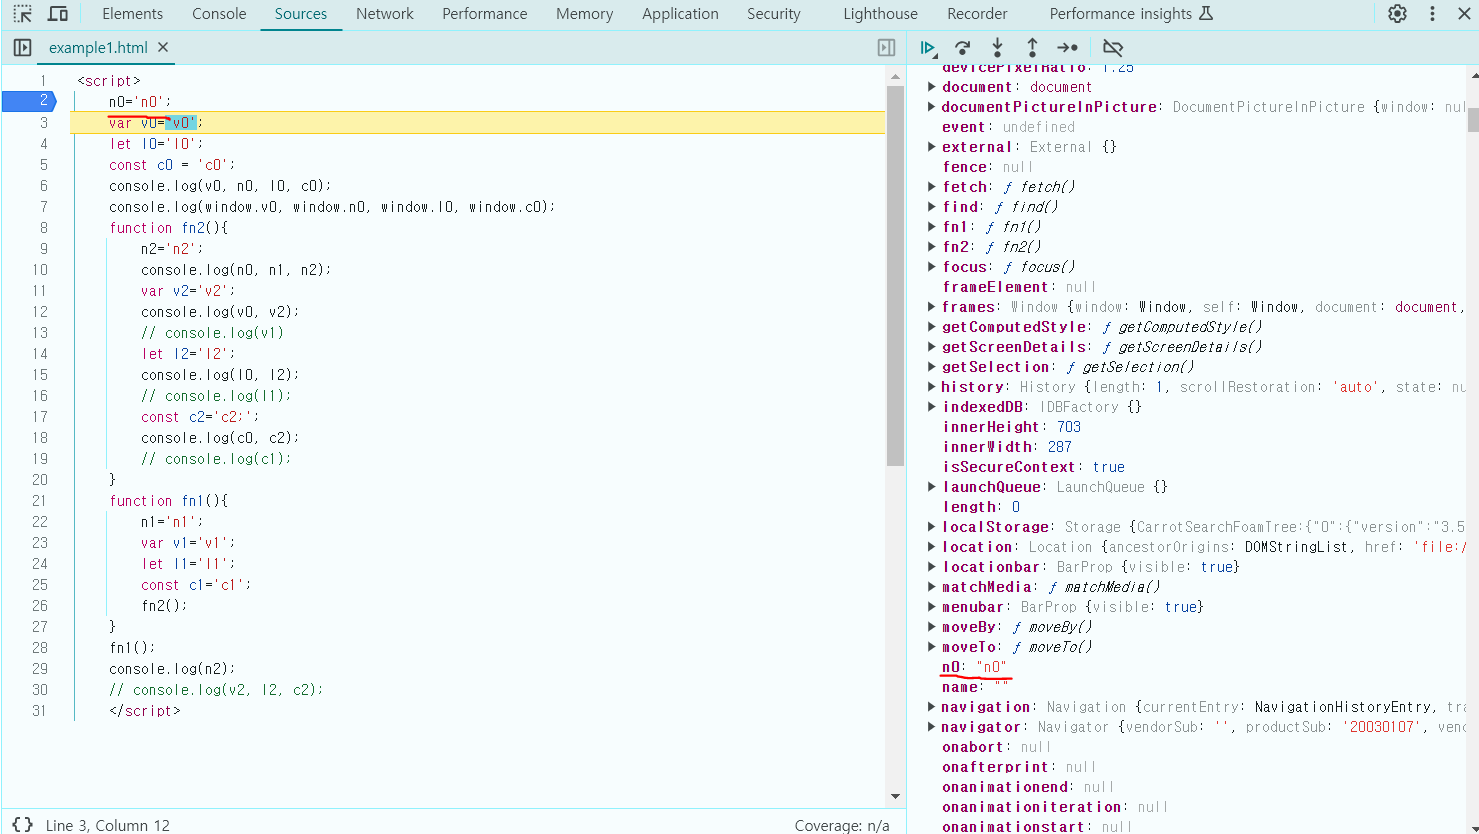 Elements Console Sources Network Performance Memory Application Security Lighthouse Recorder Performance insights
example1.html
1 <script>
2 n0='n0';
3 var v0='v0';
4 let l0='l0';
5 const c0 = 'c0';
6 console.log(v0, n0, l0, c0);
7 console.log(window.v0, window.n0, window.l0, window.c0);
8 function fn2(){
9 n2='n2';
10 console.log(n0, n1, n2);
11 var v2='v2';
12 console.log(v0, v2);
13 // console.log(v1)
14 let l2='l2';
15 console.log(l0, l2);
16 // console.log(l1);
17 const c2='c2;';
18 console.log(c0, c2);
19 // console.log(c1);
20 }
21 function fn1(){
22 n1='n1';
23 var v1='v1';
24 let l1='l1';
25 const c1='c1';
26 fn2();
27 }
28 fn1();
29 console.log(n2);
30 // console.log(v2, l2, c2);
31 </script>
{} Line 3, Column 12
Coverage: n/a
devicePixelRatio: 1.25
document: document
documentPictureInPicture: DocumentPictureInPicture {window: nul
event: undefined
external: External {}
fence: null
fetch: ƒ fetch()
find: ƒ find()
fn1: ƒ fn1()
fn2: ƒ fn2()
focus: ƒ focus()
frameElement: null
frames: Window {window: Window, self: Window, document: document,
getComputedStyle: ƒ getComputedStyle()
getScreenDetails: ƒ getScreenDetails()
getSelection: ƒ getSelection()
history: History {length: 1, scrollRestoration: 'auto', state: nu
indexedDB: IDBFactory {}
innerHeight: 703
innerWidth: 287
isSecureContext: true
launchQueue: LaunchQueue {}
length: 0
localStorage: Storage {CarrotSearchFoamTree:{"0":{"version":"3.5
location: Location {ancestorOrigins: DOMStringList, href: 'file:/
locationbar: BarProp {visible: true}
matchMedia: ƒ matchMedia()
menubar: BarProp {visible: true}
moveBy: ƒ moveBy()
moveTo: ƒ moveTo()
n0: "n0"
name: ""
navigation: Navigation {currentEntry: NavigationHistoryEntry, tra
navigator: Navigator {vendorSub: '', productSub: '20030107', vend
onabort: null
onafterprint: null
onanimationend: null
onanimationiteration: null
onanimationstart: null